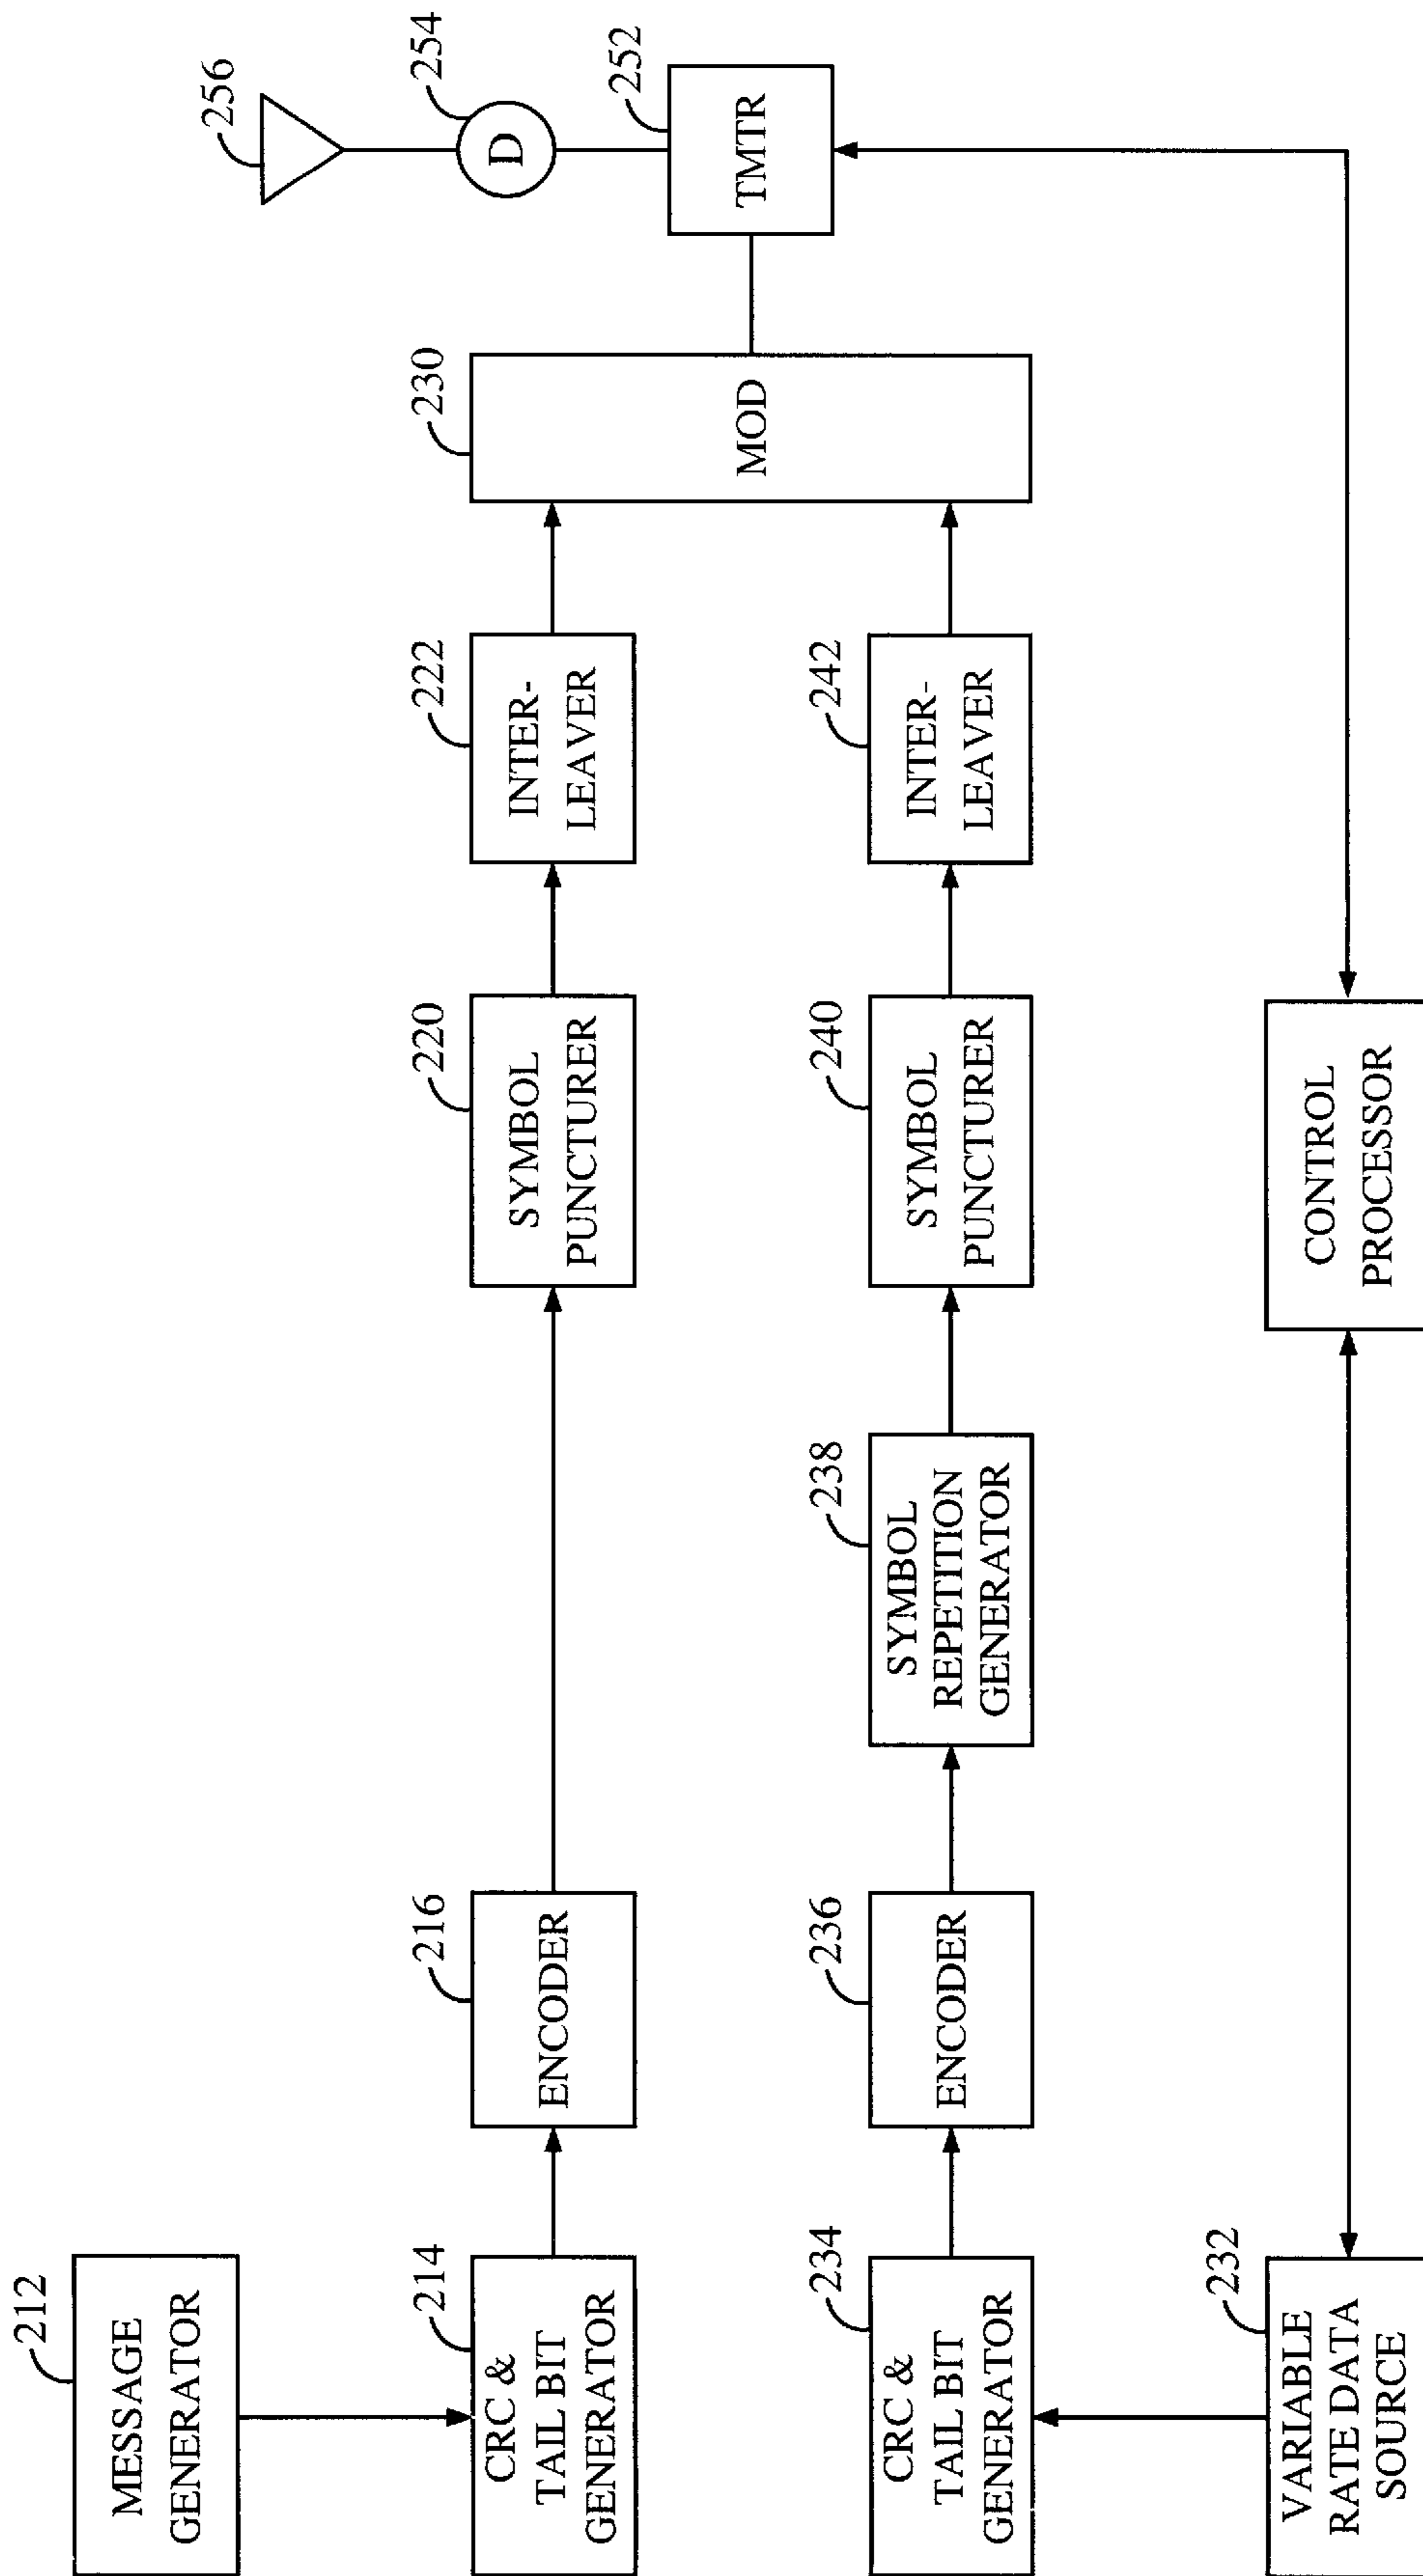 212
MESSAGE
GENERATOR
214
CRC &
TAIL BIT
GENERATOR
216
ENCODER
220
SYMBOL
PUNCTURER
222
INTER-
LEAVER
230
MOD
252
TMTR
254
D
256
234
CRC &
TAIL BIT
GENERATOR
236
ENCODER
238
SYMBOL
REPETITION
GENERATOR
240
SYMBOL
PUNCTURER
242
INTER-
LEAVER
232
VARIABLE
RATE DATA
SOURCE
CONTROL
PROCESSOR